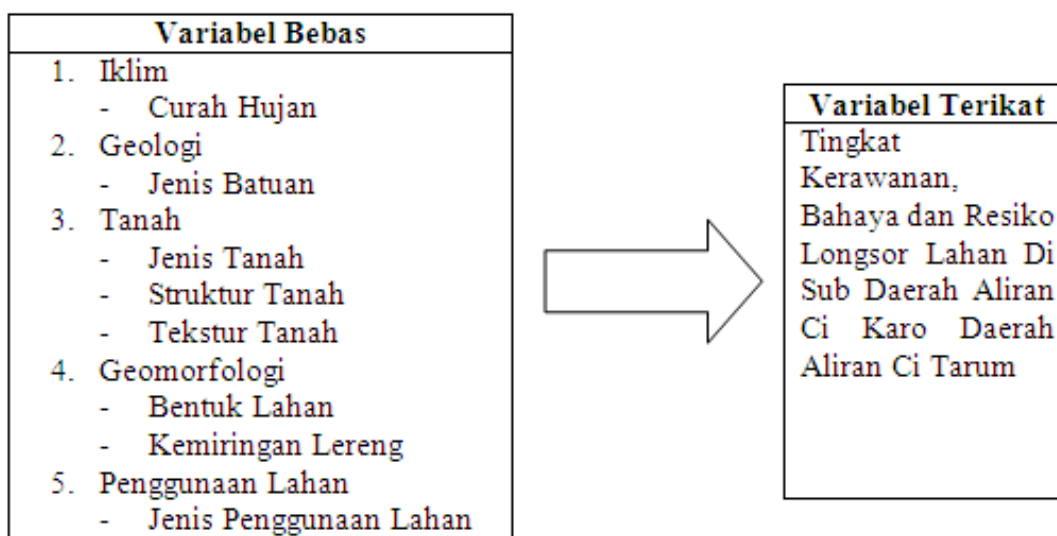 Variabel Bebas
1. Iklim
- Curah Hujan
2. Geologi
- Jenis Batuan
3. Tanah
- Jenis Tanah
- Struktur Tanah
- Tekstur Tanah
4. Geomorfologi
- Bentuk Lahan
- Kemiringan Lereng
5. Penggunaan Lahan
- Jenis Penggunaan Lahan
Variabel Terikat
Tingkat
Kerawanan,
Bahaya dan Resiko
Longsor Lahan Di
Sub Daerah Aliran
Ci Karo Daerah
Aliran Ci Tarum